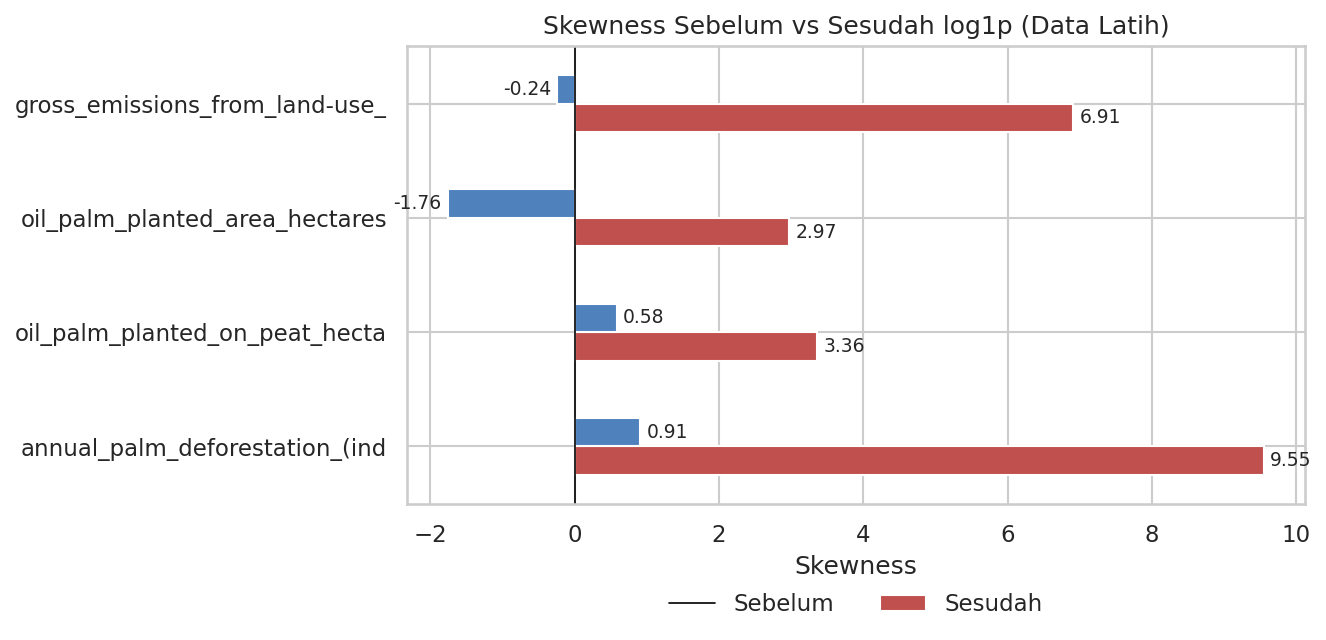 Skewness Sebelum vs Sesudah log1p (Data Latih)
gross_emissions_from_land-use_
-0.24
6.91
oil_palm_planted_area_hectares
-1.76
2.97
oil_palm_planted_on_peat_hecta
0.58
3.36
annual_palm_deforestation_(ind
0.91
9.55
−2 0 2 4 6 8 10
Skewness
Sebelum Sesudah